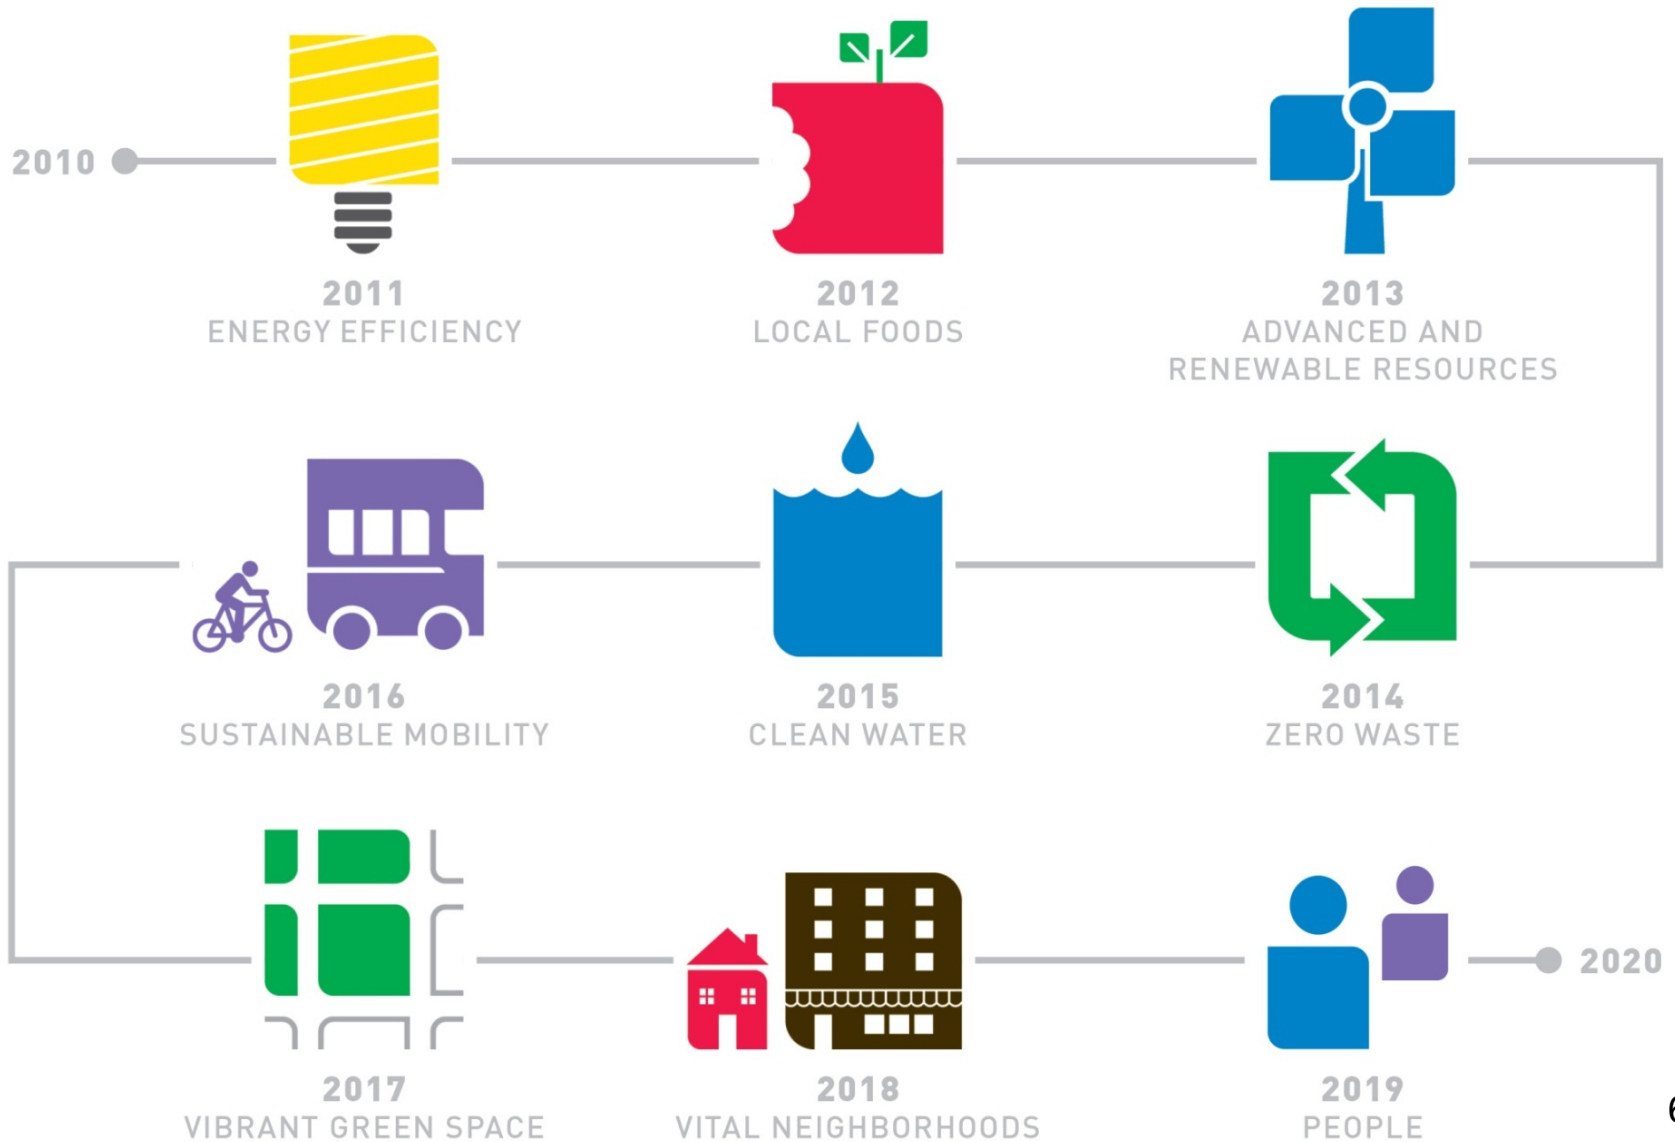 2010
2011
ENERGY EFFICIENCY
2012
LOCAL FOODS
2013
ADVANCED AND
RENEWABLE RESOURCES
2014
ZERO WASTE
2015
CLEAN WATER
2016
SUSTAINABLE MOBILITY
2017
VIBRANT GREEN SPACE
2018
VITAL NEIGHBORHOODS
2019
PEOPLE
2020